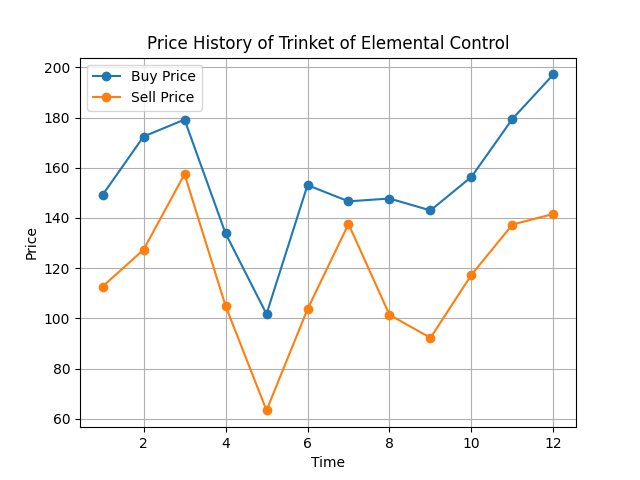 Price History of Trinket of Elemental Control
Buy Price
Sell Price
200
180
160
140
120
100
80
60
Price
2 4 6 8 10 12
Time